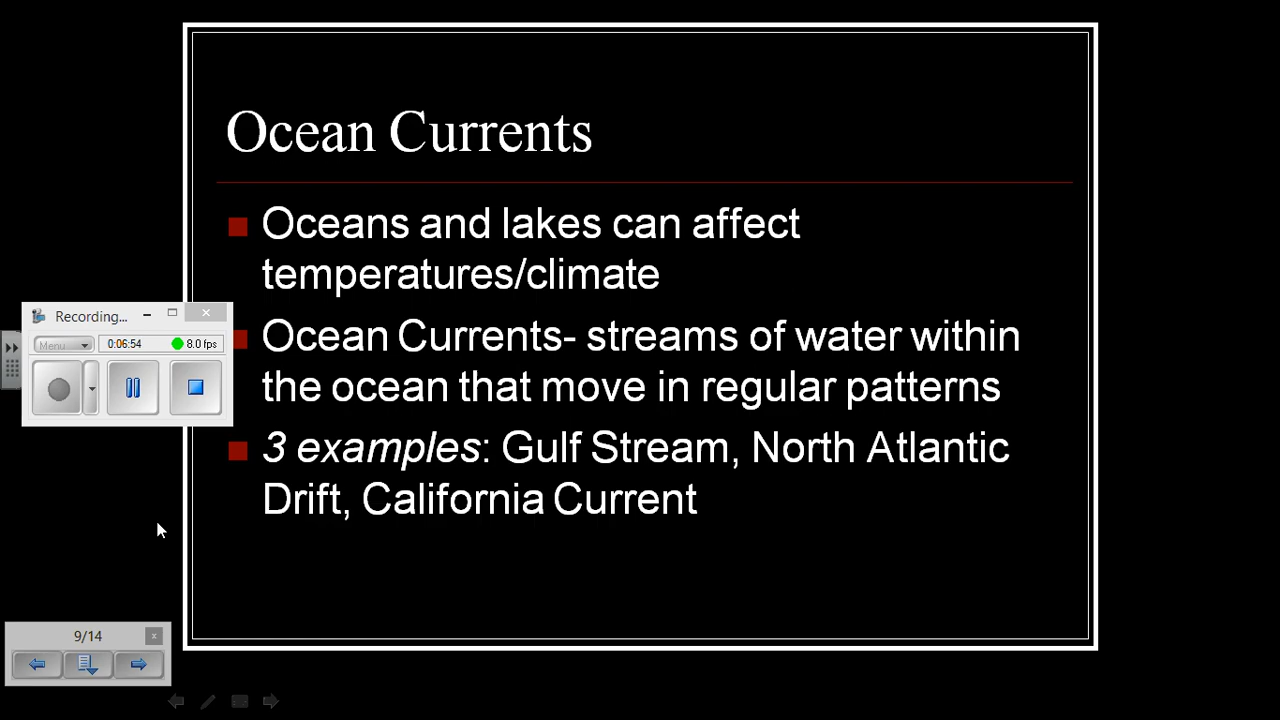 Ocean Currents
Oceans and lakes can affect
temperatures/climate
Recording...
Menu
0:06:54
8.0 fps
Ocean Currents- streams of water within
the ocean that move in regular patterns
3 examples: Gulf Stream, North Atlantic
Drift, California Current
9/14